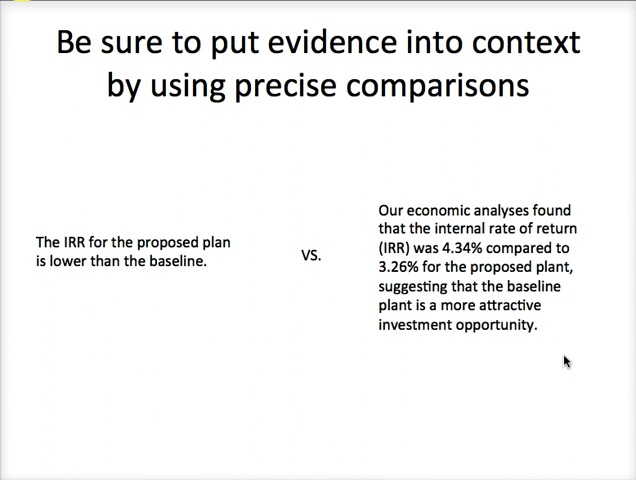 Be sure to put evidence into context
by using precise comparisons
The IRR for the proposed plan
is lower than the baseline.
vs.
Our economic analyses found
that the internal rate of return
(IRR) was 4.34% compared to
3.26% for the proposed plant,
suggesting that the baseline
plant is a more attractive
investment opportunity.